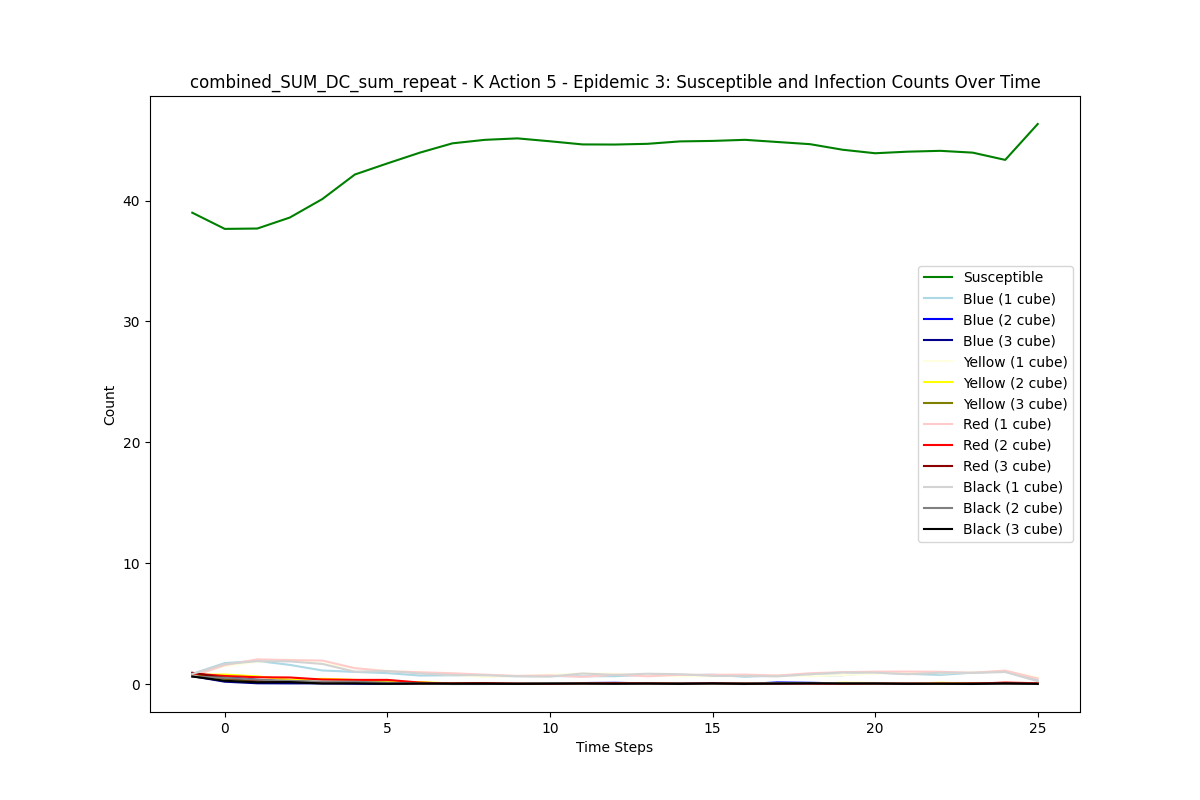 combined_SUM_DC_sum_repeat - K Action 5 - Epidemic 3: Susceptible and Infection Counts Over Time
Count
40
30
20
10
0
Susceptible
Blue (1 cube)
Blue (2 cube)
Blue (3 cube)
Yellow (1 cube)
Yellow (2 cube)
Yellow (3 cube)
Red (1 cube)
Red (2 cube)
Red (3 cube)
Black (1 cube)
Black (2 cube)
Black (3 cube)
0 5 10 15 20 25
Time Steps